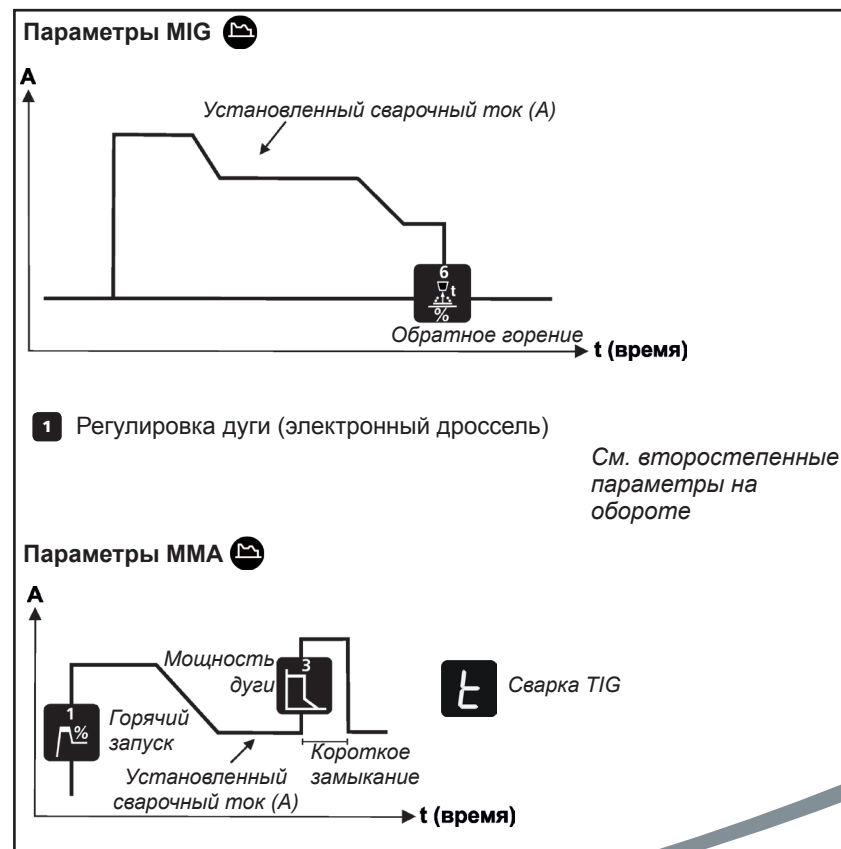 Параметры MIG
A
Установленный сварочный ток (A)
6
t
%
Обратное горение
t (время)
1 Регулировка дуги (электронный дроссель)
См. второстепенные
параметры на
обороте
Параметры MMA
A
Мощность
дуги
3
t Сварка TIG
1
%
Горячий
запуск
Короткое
замыкание
Установленный
сварочный ток (A)
t (время)